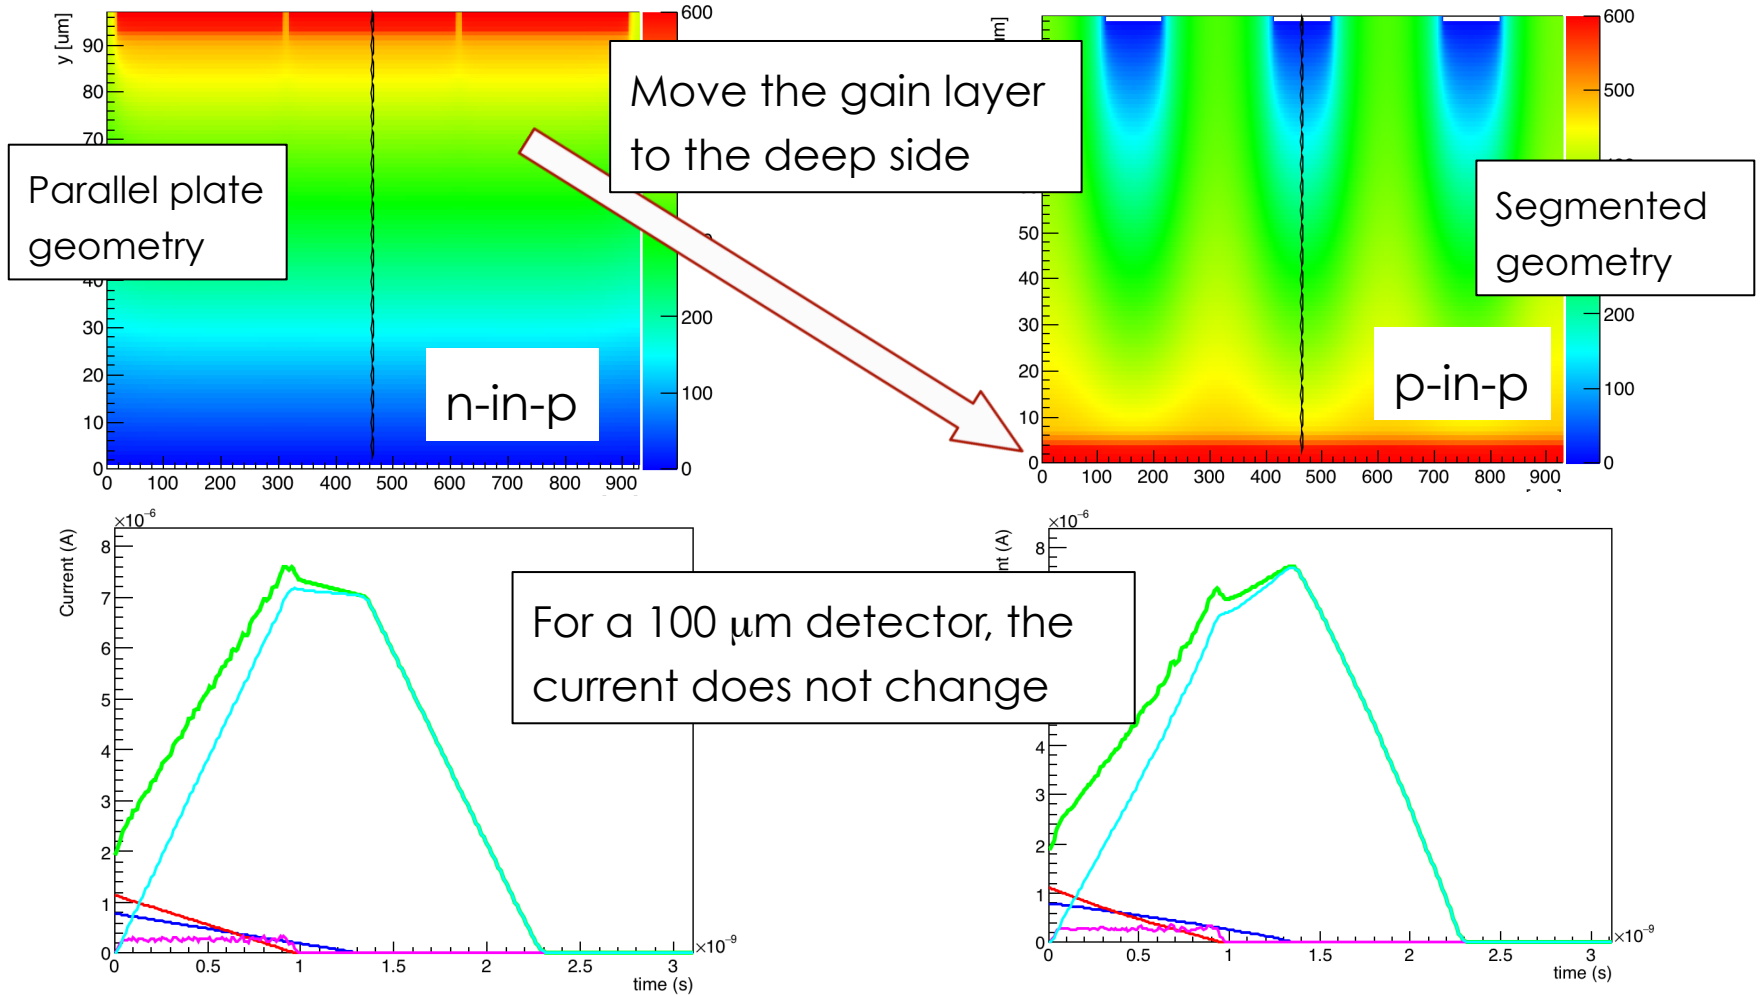 y [um]
90
80
70
40
30
20
10
0
0 100 200 300 400 500 600 700 800 900
600
200
100
0
Parallel plate
geometry
n-in-p
Move the gain layer
to the deep side
50
40
30
20
10
0
0 100 200 300 400 500 600 700 800 900
600
500
200
100
0
Segmented
geometry
p-in-p
×10⁻⁶
Current (A)
8
7
6
5
4
3
2
1
0
0 0.5 1 1.5 2 2.5 3
×10⁻⁹
time (s)
For a 100 μm detector, the
current does not change
×10⁻⁶
nt (A)
8
4
3
2
1
0
0 0.5 1 1.5 2 2.5 3
×10⁻⁹
time (s)